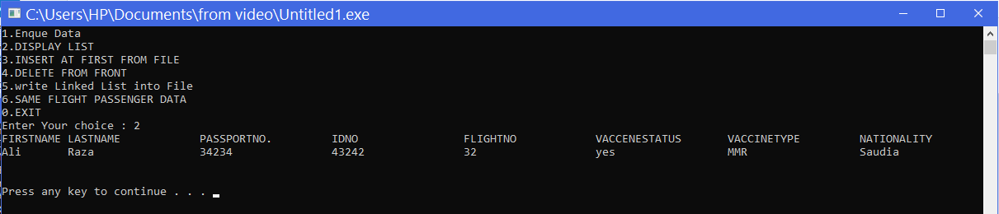 C:\Users\HP\Documents\from video\Untitled1.exe
1.Enque Data
2.DISPLAY LIST
3.INSERT AT FIRST FROM FILE
4.DELETE FROM FRONT
5.write Linked List into File
6.SAME FLIGHT PASSENGER DATA
0.EXIT
Enter Your choice : 2
FIRSTNAME LASTNAME PASSPORTNO. IDNO FLIGHTNO VACCENESTATUS VACCINETYPE NATIONALITY
Ali Raza 34234 43242 32 yes MMR Saudia
Press any key to continue . . .